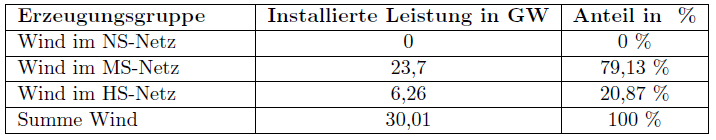 Erzeugungsgruppe Installierte Leistung in GW Anteil in %
Wind im NS-Netz 0 0 %
Wind im MS-Netz 23,7 79,13 %
Wind im HS-Netz 6,26 20,87 %
Summe Wind 30,01 100 %